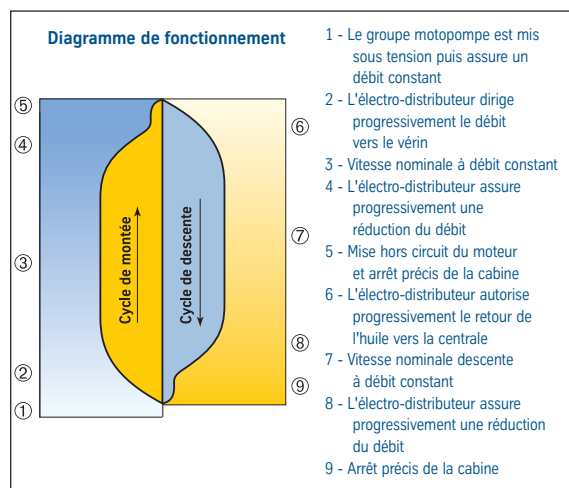 Diagramme de fonctionnement
⑤
④
③
②
①
Cycle de montée
Cycle de descente
⑥
⑦
⑧
⑨
1 - Le groupe motopompe est mis
sous tension puis assure un
débit constant
2 - L'électro-distributeur dirige
progressivement le débit
vers le vérin
3 - Vitesse nominale à débit constant
4 - L'électro-distributeur assure
progressivement une
réduction du débit
5 - Mise hors circuit du moteur
et arrêt précis de la cabine
6 - L'électro-distributeur autorise
progressivement le retour de
l'huile vers la centrale
7 - Vitesse nominale descente
à débit constant
8 - L'électro-distributeur assure
progressivement une réduction
du débit
9 - Arrêt précis de la cabine